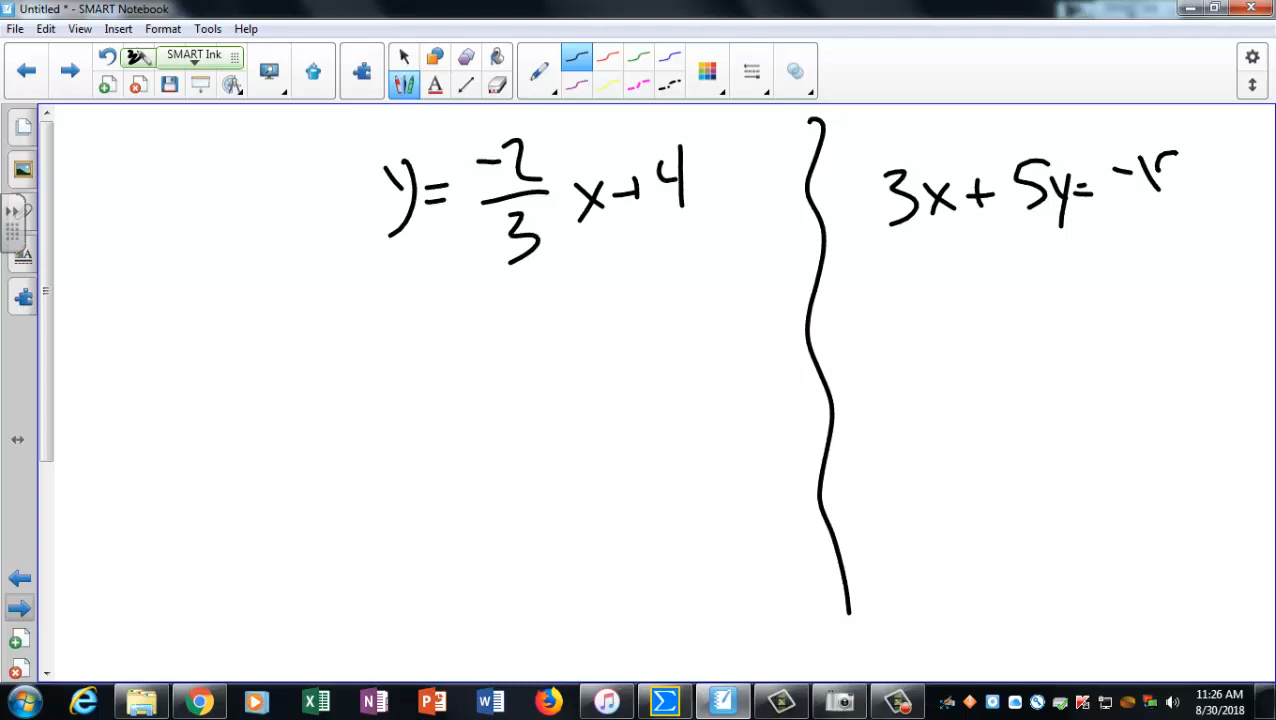 Untitled * - SMART Notebook
File Edit View Insert Format Tools Help
SMART Ink
y = -2/3 x + 4
3x + 5y = -1
11:26 AM
8/30/2018